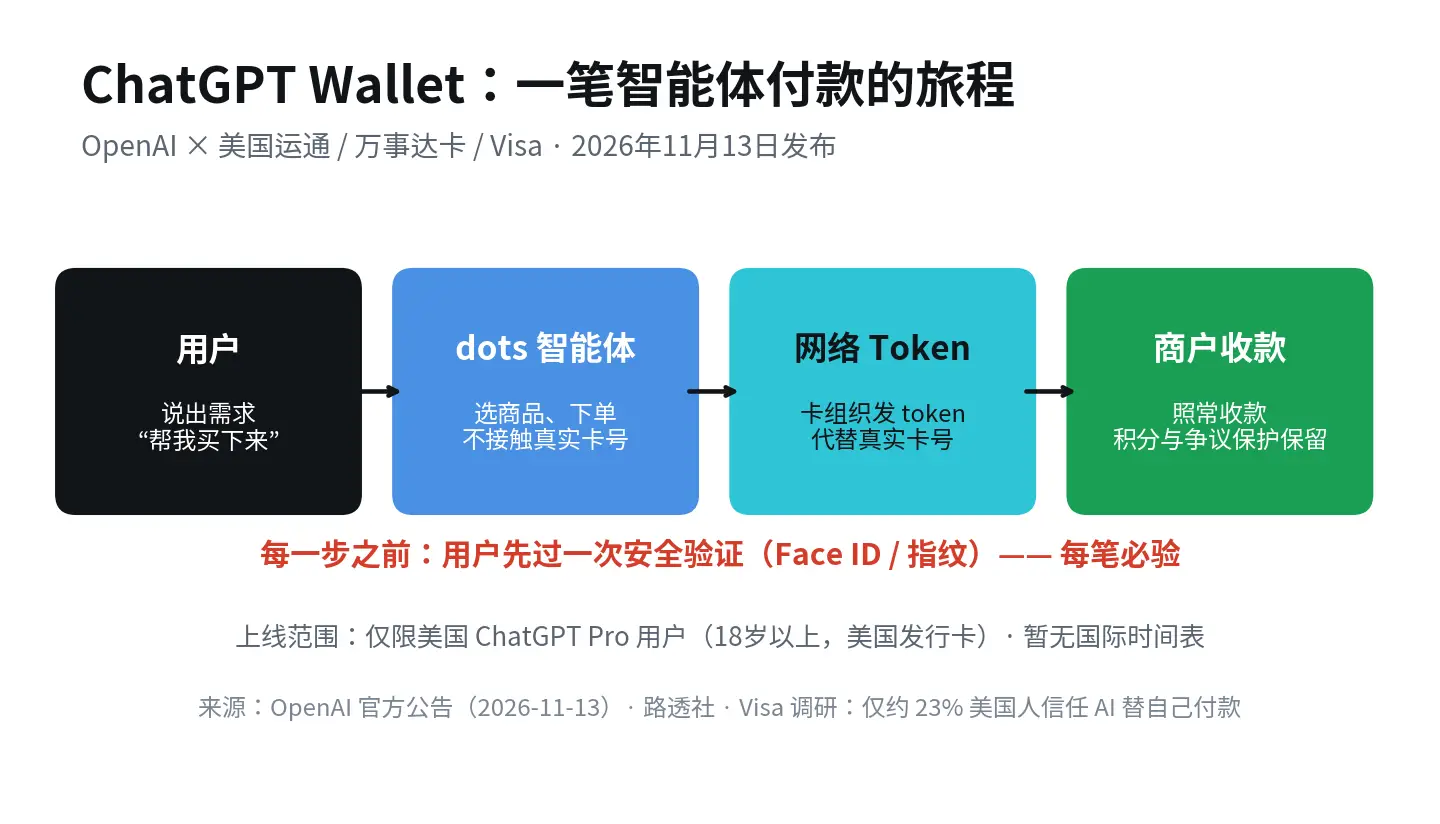 ChatGPT Wallet：一笔智能体付款的旅程
OpenAI × 美国运通 / 万事达卡 / Visa · 2026年11月13日发布
用户
说出需求
“帮我买下来”
dots 智能体
选商品、下单
不接触真实卡号
网络 Token
卡组织发 token
代替真实卡号
商户收款
照常收款
积分与争议保护保留
每一步之前：用户先过一次安全验证（Face ID / 指纹）—— 每笔必验
上线范围：仅限美国 ChatGPT Pro 用户（18岁以上，美国发行卡）· 暂无国际时间表
来源：OpenAI 官方公告（2026-11-13）· 路透社 · Visa 调研：仅约 23% 美国人信任 AI 替自己付款